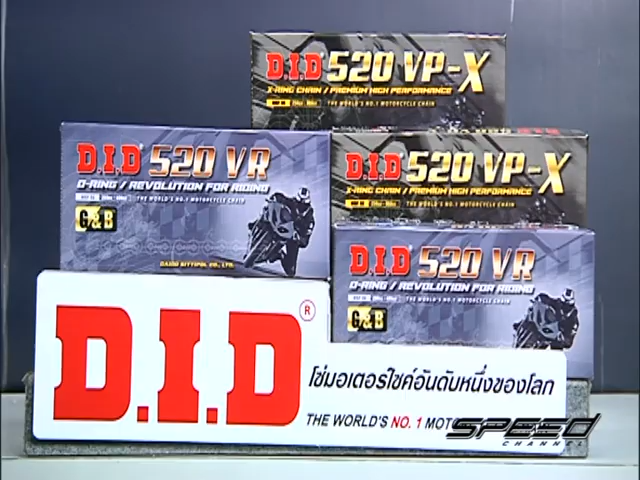 D.I.D 520 VP-X
X-RING CHAIN / PREMIUM HIGH PERFORMANCE
THE WORLD'S NO.1 MOTORCYCLE CHAIN
D.I.D 520 VR
O-RING / REVOLUTION FOR RIDING
THE WORLD'S NO.1 MOTORCYCLE CHAIN
G&B
DAIDO SITTIPOL CO., LTD.
D.I.D 520 VP-X
X-RING CHAIN / PREMIUM HIGH PERFORMANCE
THE WORLD'S NO.1 MOTORCYCLE CHAIN
D.I.D 520 VR
O-RING / REVOLUTION FOR RIDING
THE WORLD'S NO.1 MOTORCYCLE CHAIN
G&B
D.I.D ®
โซ่มอเตอร์ไซค์อันดับหนึ่งของโลก
THE WORLD'S NO. 1
SPEED
CHANNEL